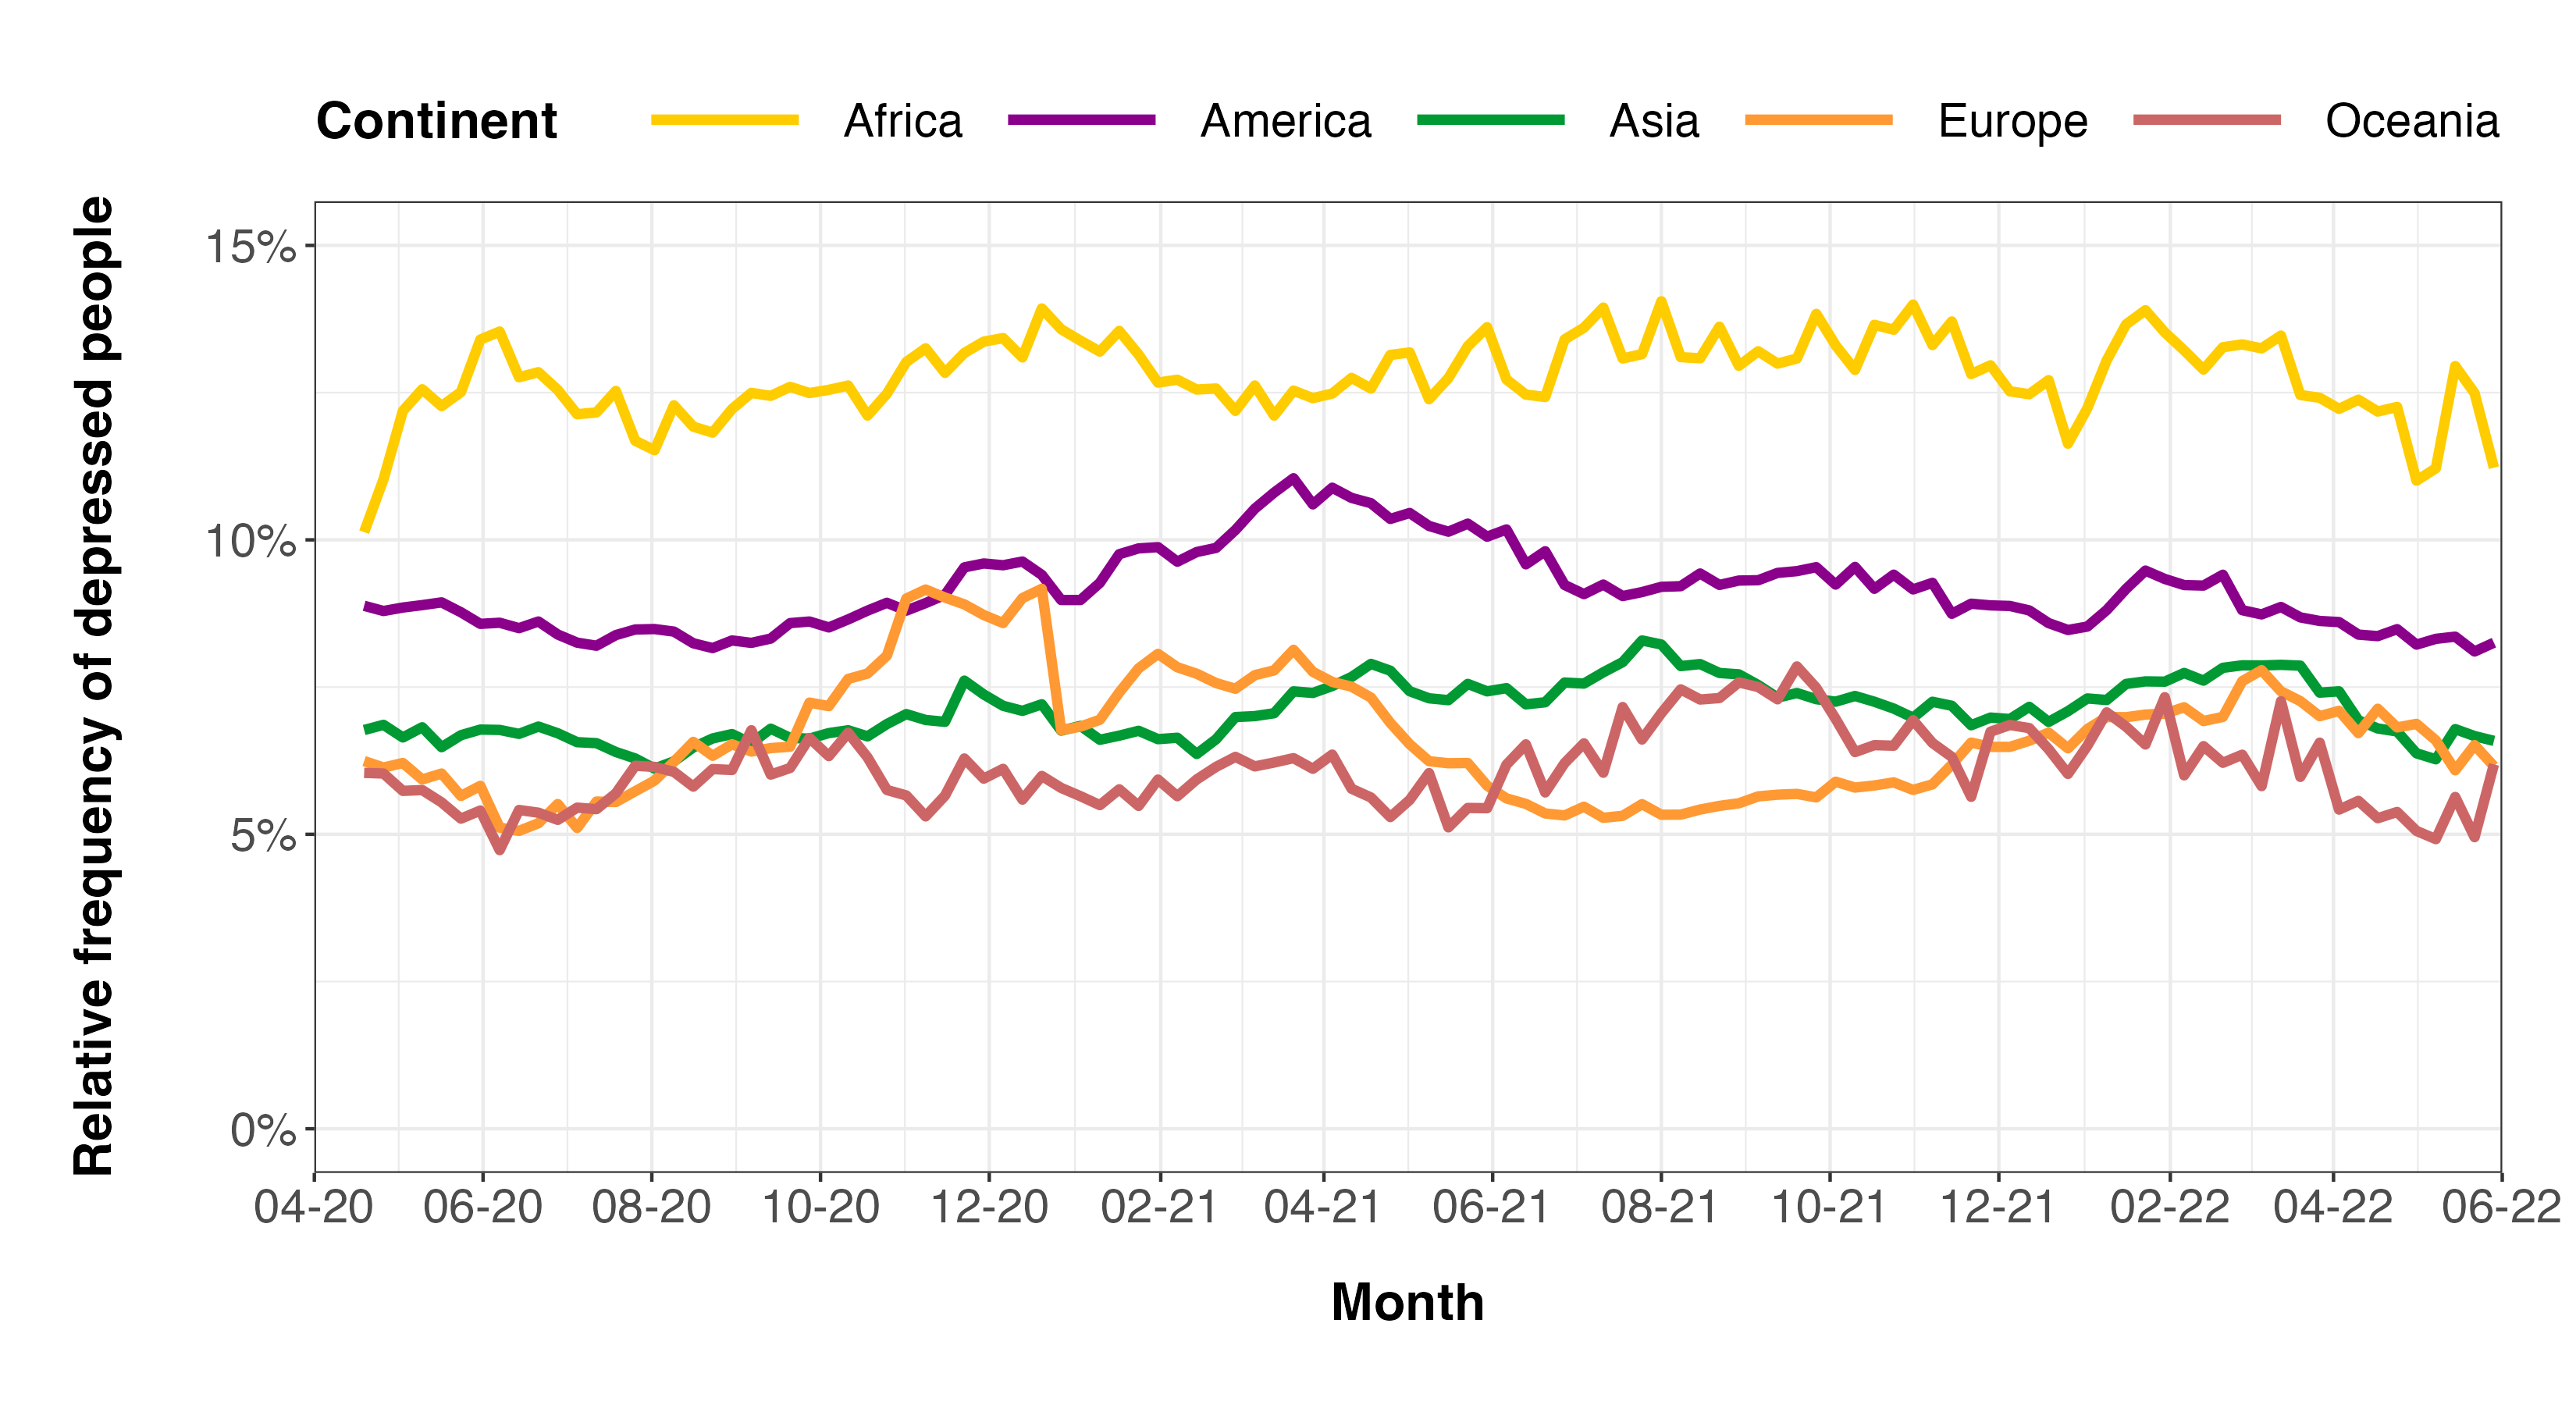 Continent Africa America Asia Europe Oceania
Relative frequency of depressed people
15%
10%
5%
0%
04-20 06-20 08-20 10-20 12-20 02-21 04-21 06-21 08-21 10-21 12-21 02-22 04-22 06-22
Month